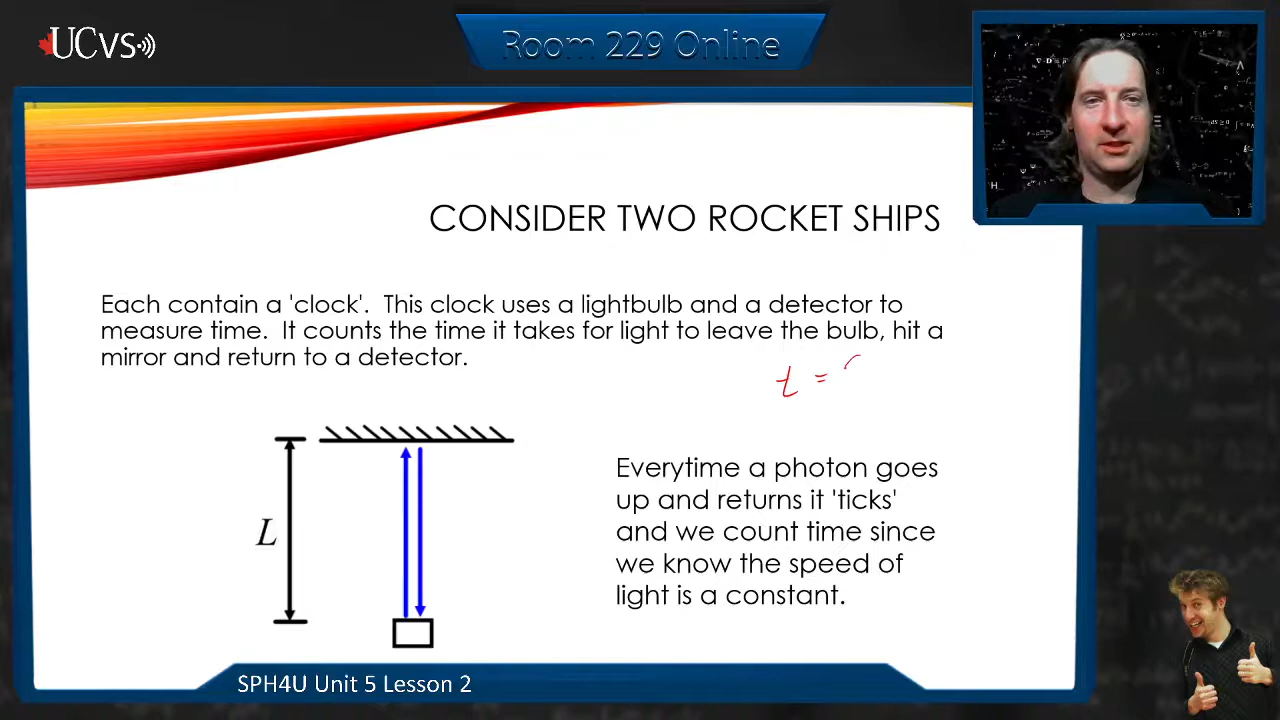 UCVS
Room 229 Online
CONSIDER TWO ROCKET SHIPS
Each contain a 'clock'. This clock uses a lightbulb and a detector to
measure time. It counts the time it takes for light to leave the bulb, hit a
mirror and return to a detector.
t =
L
Everytime a photon goes
up and returns it 'ticks'
and we count time since
we know the speed of
light is a constant.
SPH4U Unit 5 Lesson 2